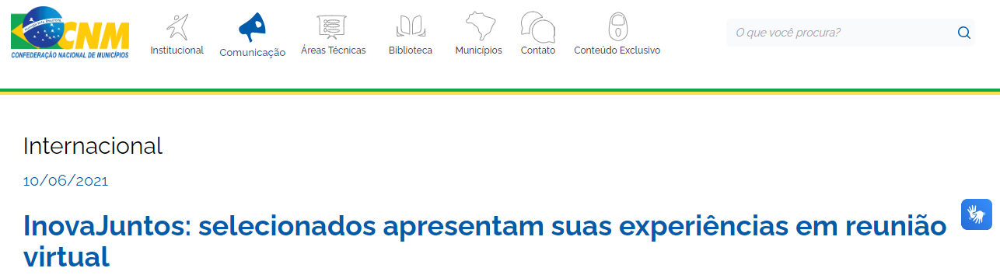 CNM
CONFEDERAÇÃO NACIONAL DE MUNICÍPIOS
Institucional
Comunicação
Áreas Técnicas
Biblioteca
Municípios
Contato
Conteúdo Exclusivo
O que você procura?
Internacional
10/06/2021
InovaJuntos: selecionados apresentam suas experiências em reunião
virtual